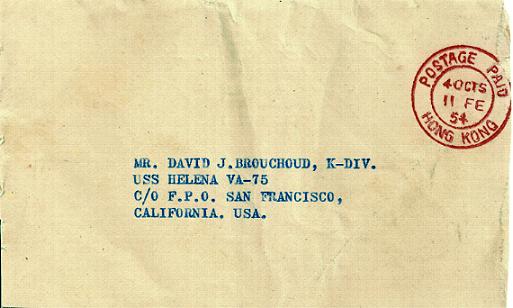 POSTAGE PAID
4 OCTS
11 FE
54
HONG KONG
MR. DAVID J.BROUCHOUD, K-DIV.
USS HELENA VA-75
C/O F.P.O. SAN FRANCISCO,
CALIFORNIA. USA.